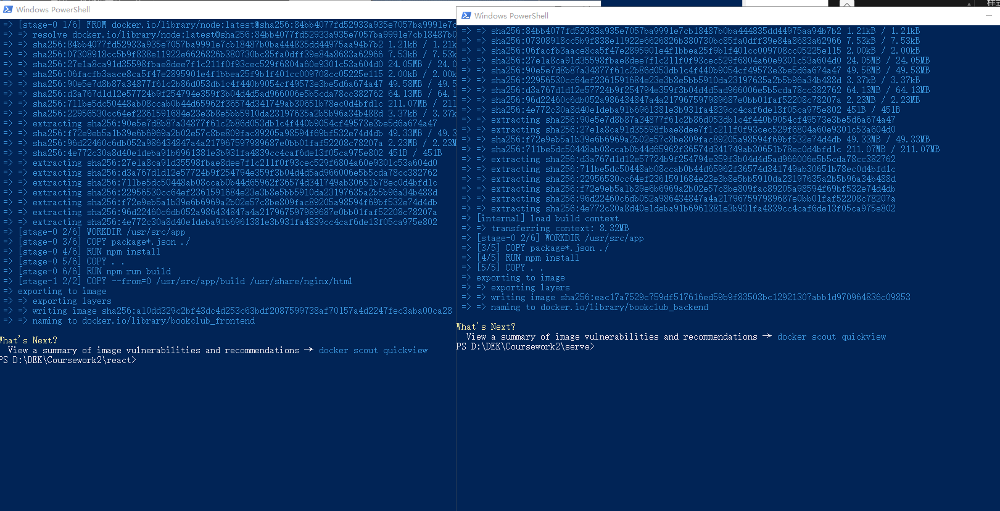 Windows PowerShell
=> [stage-0 1/6] FROM docker.io/library/node:latest@sha256:84bb4077fd52933a935e7057ba9991e7c
=> => resolve docker.io/library/node:latest@sha256:84bb4077fd52933a935e7057ba9991e7cb18487b0
=> => sha256:84bb4077fd52933a935e7057ba9991e7cb18487b0ba444835dd44975aa94b7b2 1.21kB / 1.21k
=> => sha256:07308918cc5b9f838e11922e6626826b380730bc85fa0dff39e84a8683a62966 7.53kB / 7.53k
=> => sha256:27e1a8ca91d35598fbae8dee7f1c211f0f93cec529f6804a60e9301c53a604d0 24.05MB / 24.0
=> => sha256:06facfb3aace8ca5f47e2895901e4f1bbea25f9b1f401cc009708cc05225e115 2.00kB / 2.00k
=> => sha256:90e5e7d8b87a34877f61c2b86d053db1c4f440b9054cf49573e3be5d6a674a47 49.58MB / 49.5
=> => sha256:d3a767d1d12e57724b9f254794e359f3b04d4d5ad966006e5b5cda78cc382762 64.13MB / 64.1
=> => sha256:711be5dc50448ab08ccab0b44d65962f36574d341749ab30651b78ec0d4bfd1c 211.07MB / 211
=> => sha256:22956530cc64ef2361591684e23e3b8e5bb5910da23197635a2b5b96a34b488d 3.37kB / 3.37k
=> => extracting sha256:90e5e7d8b87a34877f61c2b86d053db1c4f440b9054cf49573e3be5d6a674a47
=> => sha256:f72e9eb5a1b39e6b6969a2b02e57c8be809fac89205a98594f69bf532e74d4db 49.33MB / 49.3
=> => sha256:96d22460c6db052a986434847a4a217967597989687e0bb01faf52208c78207a 2.23MB / 2.23M
=> => sha256:4e772c30a8d40e1deba91b6961381e3b931fa4839cc4caf6de13f05ca975e802 451B / 451B
=> => extracting sha256:27e1a8ca91d35598fbae8dee7f1c211f0f93cec529f6804a60e9301c53a604d0
=> => extracting sha256:d3a767d1d12e57724b9f254794e359f3b04d4d5ad966006e5b5cda78cc382762
=> => extracting sha256:711be5dc50448ab08ccab0b44d65962f36574d341749ab30651b78ec0d4bfd1c
=> => extracting sha256:22956530cc64ef2361591684e23e3b8e5bb5910da23197635a2b5b96a34b488d
=> => extracting sha256:f72e9eb5a1b39e6b6969a2b02e57c8be809fac89205a98594f69bf532e74d4db
=> => extracting sha256:96d22460c6db052a986434847a4a217967597989687e0bb01faf52208c78207a
=> => extracting sha256:4e772c30a8d40e1deba91b6961381e3b931fa4839cc4caf6de13f05ca975e802
=> [stage-0 2/6] WORKDIR /usr/src/app
=> [stage-0 3/6] COPY package*.json ./
=> [stage-0 4/6] RUN npm install
=> [stage-0 5/6] COPY . .
=> [stage-0 6/6] RUN npm run build
=> [stage-1 2/2] COPY --from=0 /usr/src/app/build /usr/share/nginx/html
=> exporting to image
=> => exporting layers
=> => writing image sha256:a10dd329c2bf43dc4d253c63bdf2087599738af70157a4d2247fec3aba00ca28
=> => naming to docker.io/library/bookclub_frontend
What's Next?
View a summary of image vulnerabilities and recommendations → docker scout quickview
PS D:\DEK\Coursework2\react>
Windows PowerShell
=> => sha256:84bb4077fd52933a935e7057ba9991e7cb18487b0ba444835dd44975aa94b7b2 1.21kB / 1.21kB
=> => sha256:07308918cc5b9f838e11922e6626826b380730bc85fa0dff39e84a8683a62966 7.53kB / 7.53kB
=> => sha256:06facfb3aace8ca5f47e2895901e4f1bbea25f9b1f401cc009708cc05225e115 2.00kB / 2.00kB
=> => sha256:27e1a8ca91d35598fbae8dee7f1c211f0f93cec529f6804a60e9301c53a604d0 24.05MB / 24.05MB
=> => sha256:90e5e7d8b87a34877f61c2b86d053db1c4f440b9054cf49573e3be5d6a674a47 49.58MB / 49.58MB
=> => sha256:22956530cc64ef2361591684e23e3b8e5bb5910da23197635a2b5b96a34b488d 3.37kB / 3.37kB
=> => sha256:d3a767d1d12e57724b9f254794e359f3b04d4d5ad966006e5b5cda78cc382762 64.13MB / 64.13MB
=> => sha256:96d22460c6db052a986434847a4a217967597989687e0bb01faf52208c78207a 2.23MB / 2.23MB
=> => sha256:4e772c30a8d40e1deba91b6961381e3b931fa4839cc4caf6de13f05ca975e802 451B / 451B
=> => extracting sha256:90e5e7d8b87a34877f61c2b86d053db1c4f440b9054cf49573e3be5d6a674a47
=> => extracting sha256:27e1a8ca91d35598fbae8dee7f1c211f0f93cec529f6804a60e9301c53a604d0
=> => sha256:f72e9eb5a1b39e6b6969a2b02e57c8be809fac89205a98594f69bf532e74d4db 49.33MB / 49.33MB
=> => sha256:711be5dc50448ab08ccab0b44d65962f36574d341749ab30651b78ec0d4bfd1c 211.07MB / 211.07MB
=> => extracting sha256:d3a767d1d12e57724b9f254794e359f3b04d4d5ad966006e5b5cda78cc382762
=> => extracting sha256:711be5dc50448ab08ccab0b44d65962f36574d341749ab30651b78ec0d4bfd1c
=> => extracting sha256:22956530cc64ef2361591684e23e3b8e5bb5910da23197635a2b5b96a34b488d
=> => extracting sha256:f72e9eb5a1b39e6b6969a2b02e57c8be809fac89205a98594f69bf532e74d4db
=> => extracting sha256:96d22460c6db052a986434847a4a217967597989687e0bb01faf52208c78207a
=> => extracting sha256:4e772c30a8d40e1deba91b6961381e3b931fa4839cc4caf6de13f05ca975e802
=> [internal] load build context
=> => transferring context: 8.32MB
=> [stage-0 2/6] WORKDIR /usr/src/app
=> [3/5] COPY package*.json ./
=> [4/5] RUN npm install
=> [5/5] COPY . .
=> exporting to image
=> => exporting layers
=> => writing image sha256:eac17a7529c759df517616ed59b9f83503bc12921307abb1d970964836c09853
=> => naming to docker.io/library/bookclub_backend
What's Next?
View a summary of image vulnerabilities and recommendations → docker scout quickview
PS D:\DEK\Coursework2\serve>